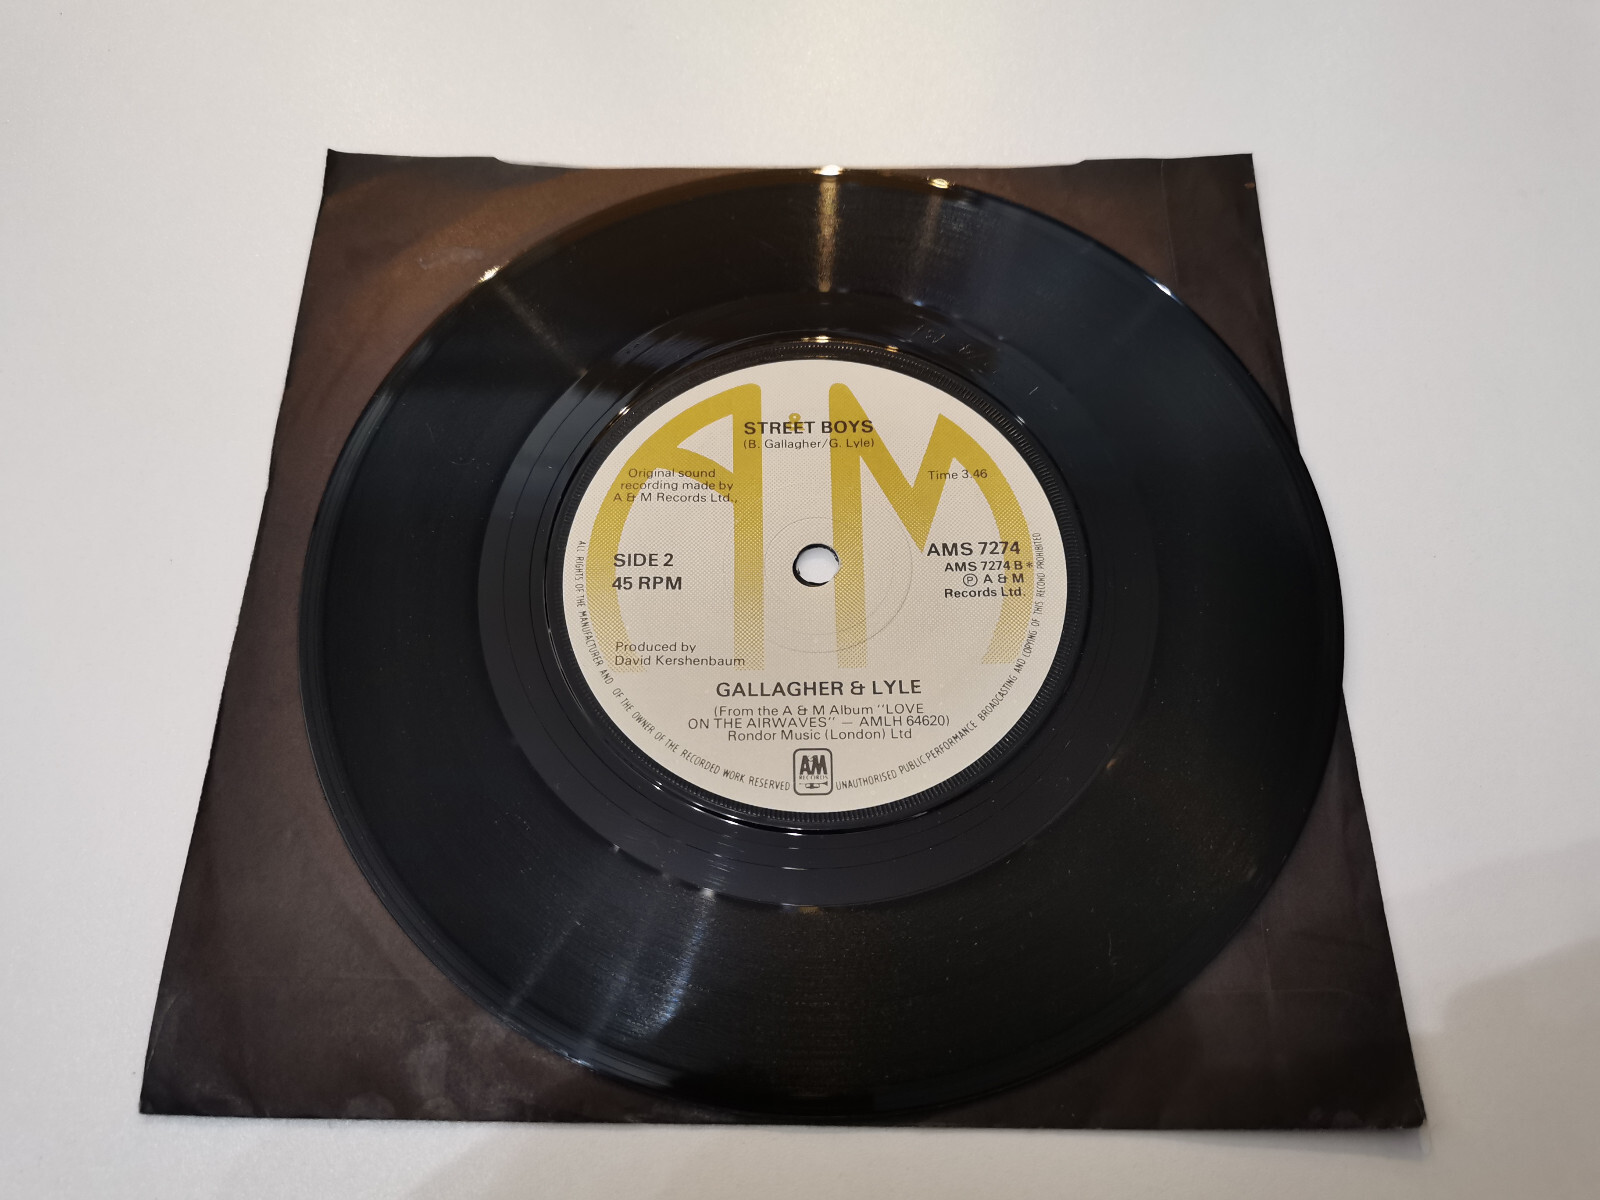 A&M
STREET BOYS
(B. Gallagher/G. Lyle)
Original sound
recording made by
A & M Records Ltd.,
Time 3.46
SIDE 2
45 RPM
AMS 7274
AMS 7274 B*
Ⓟ A & M
Records Ltd.
Produced by
David Kershenbaum
GALLAGHER & LYLE
(From the A & M Album "LOVE
ON THE AIRWAVES" — AMLH 64620)
Rondor Music (London) Ltd
AM
RECORDS
ALL RIGHTS OF THE MANUFACTURER AND OF THE OWNER OF THE RECORDED WORK RESERVED UNAUTHORISED PUBLIC PERFORMANCE BROADCASTING AND COPYING OF THIS RECORD PROHIBITED